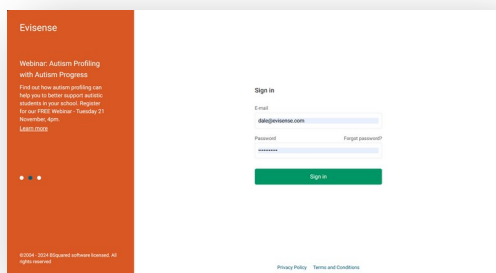 Evisense
Webinar: Autism Profiling
with Autism Progress
Find out how autism profiling can
help you to better support autistic
students in your school. Register
for our FREE Webinar - Tuesday 21
November, 4pm.
Learn more
©2004 - 2024 BSquared software licensed. All
rights reserved
Sign in
E-mail
dale@evisense.com
Password Forgot password?
Sign in
Privacy Policy Terms and Conditions